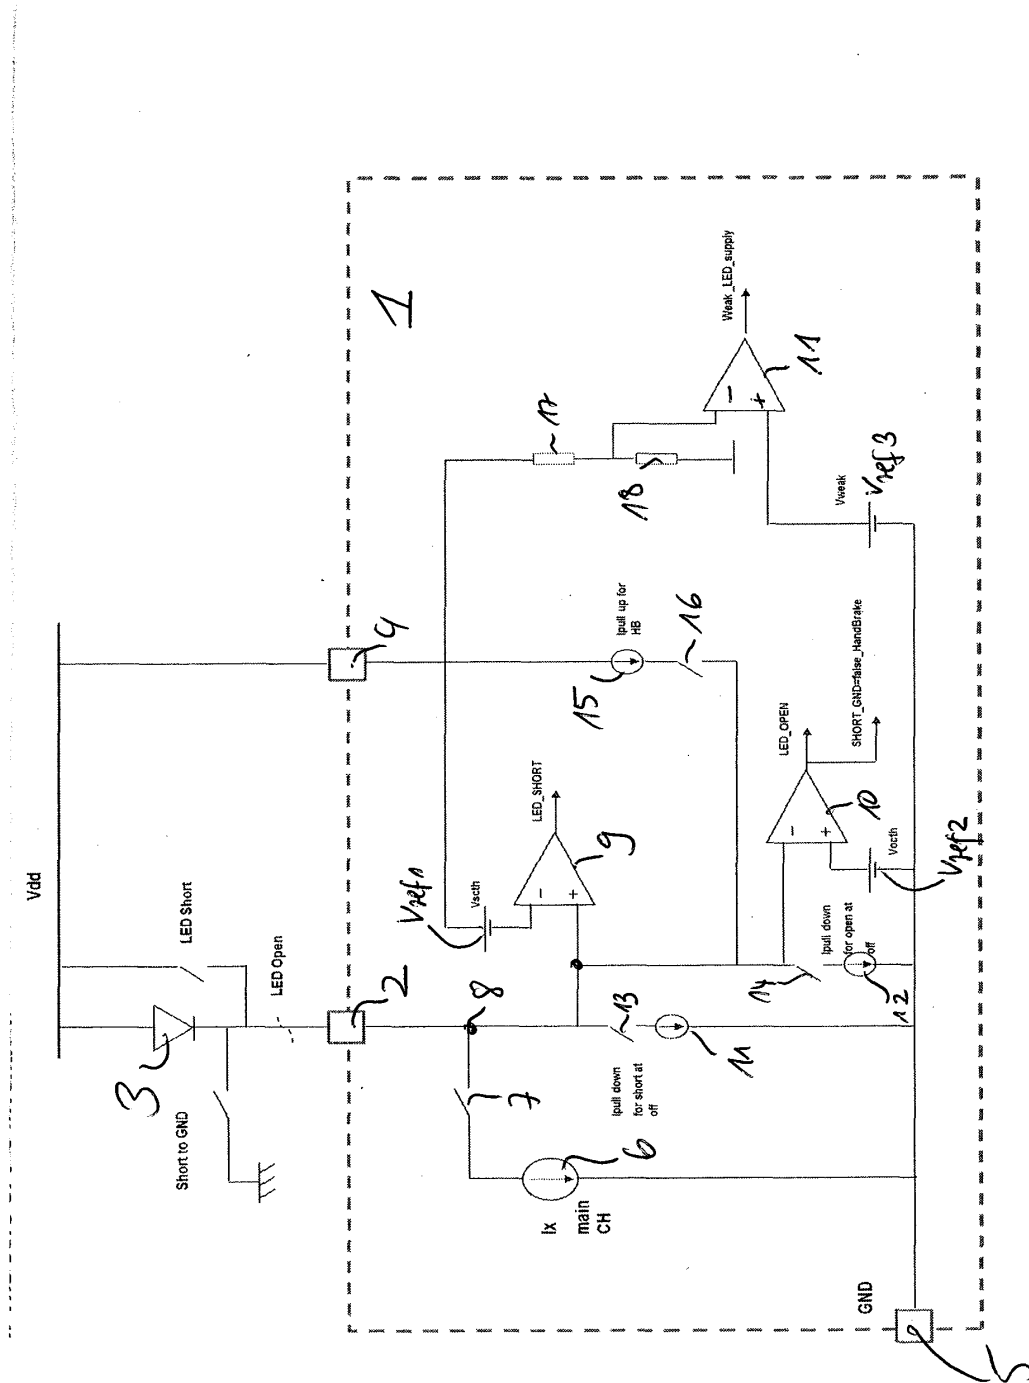 Vdd
LED Short
LED Open
Short to GND
3
2
4
1
Vref1
Vscth
LED_SHORT
9
8
7
6
Ix
main
CH
Ipull down
for short at
off
13
11
14
Ipull down
for open at
off
12
Ipull up for
HB
15
16
17
18
Weak_LED_supply
11
Vweak
Vref3
LED_OPEN
SHORT_GND=false_HandBrake
10
Vocth
Vref2
GND
5
-
+
-
+
-
+